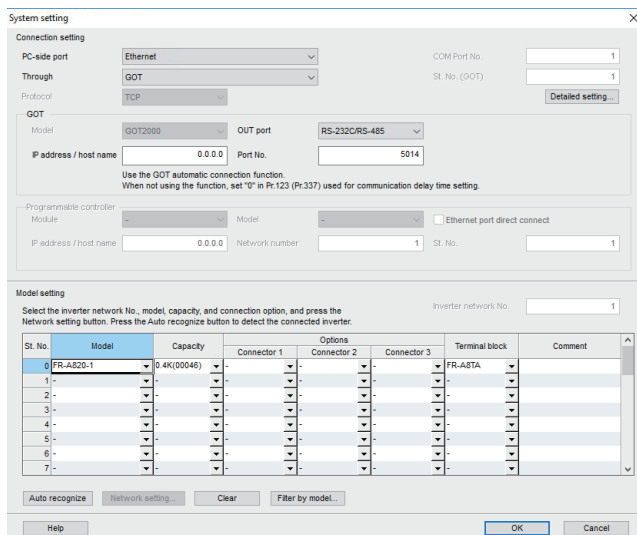 System setting
Connection setting
PC-side port Ethernet COM Port No. 1
Through GOT St. No. (GOT) 1
Protocol TCP Detailed setting...
GOT
Model GOT2000 OUT port RS-232C/RS-485
IP address / host name 0.0.0.0 Port No. 5014
Use the GOT automatic connection function.
When not using the function, set "0" in Pr.123 (Pr.337) used for communication delay time setting.
Programmable controller
Module - Model - Ethernet port direct connect
IP address / host name 0.0.0.0 Network number 1 St. No. 1
Model setting
Select the inverter network No., model, capacity, and connection option, and press the Inverter network No. 1
Network setting button. Press the Auto recognize button to detect the connected inverter.
St. No. Model Capacity Options Terminal block Comment
Connector 1 Connector 2 Connector 3
0 FR-A820-1 0.4K(00046) - - - FR-A8TA
1 - - - - - -
2 - - - - - -
3 - - - - - -
4 - - - - - -
5 - - - - - -
6 - - - - - -
7 - - - - - -
Auto recognize Network setting... Clear Filter by model...
Help OK Cancel